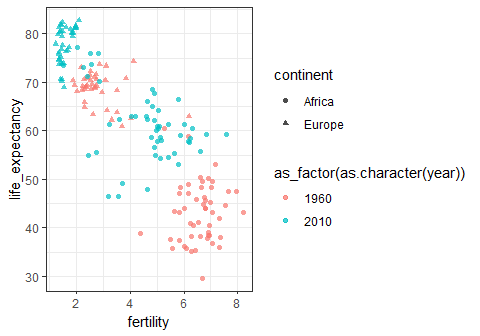 80
70
60
50
40
30
life_expectancy
2
4
6
8
fertility
continent
Africa
Europe
as_factor(as.character(year))
1960
2010